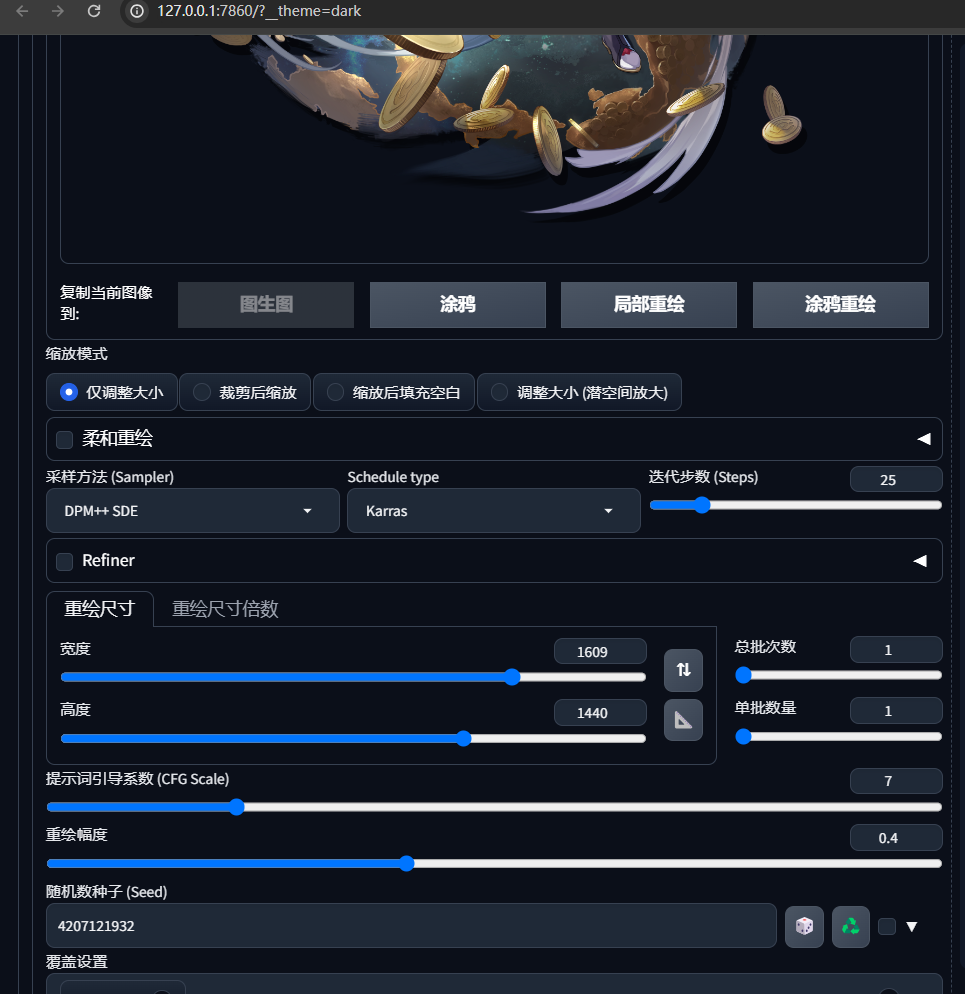 127.0.0.1:7860/?__theme=dark
复制当前图像到:
图生图
涂鸦
局部重绘
涂鸦重绘
缩放模式
仅调整大小
裁剪后缩放
缩放后填充空白
调整大小 (潜空间放大)
柔和重绘
采样方法 (Sampler)
Schedule type
迭代步数 (Steps)
25
DPM++ SDE
Karras
Refiner
重绘尺寸
重绘尺寸倍数
宽度
1609
高度
1440
总批次数
1
单批数量
1
提示词引导系数 (CFG Scale)
7
重绘幅度
0.4
随机数种子 (Seed)
4207121932
覆盖设置